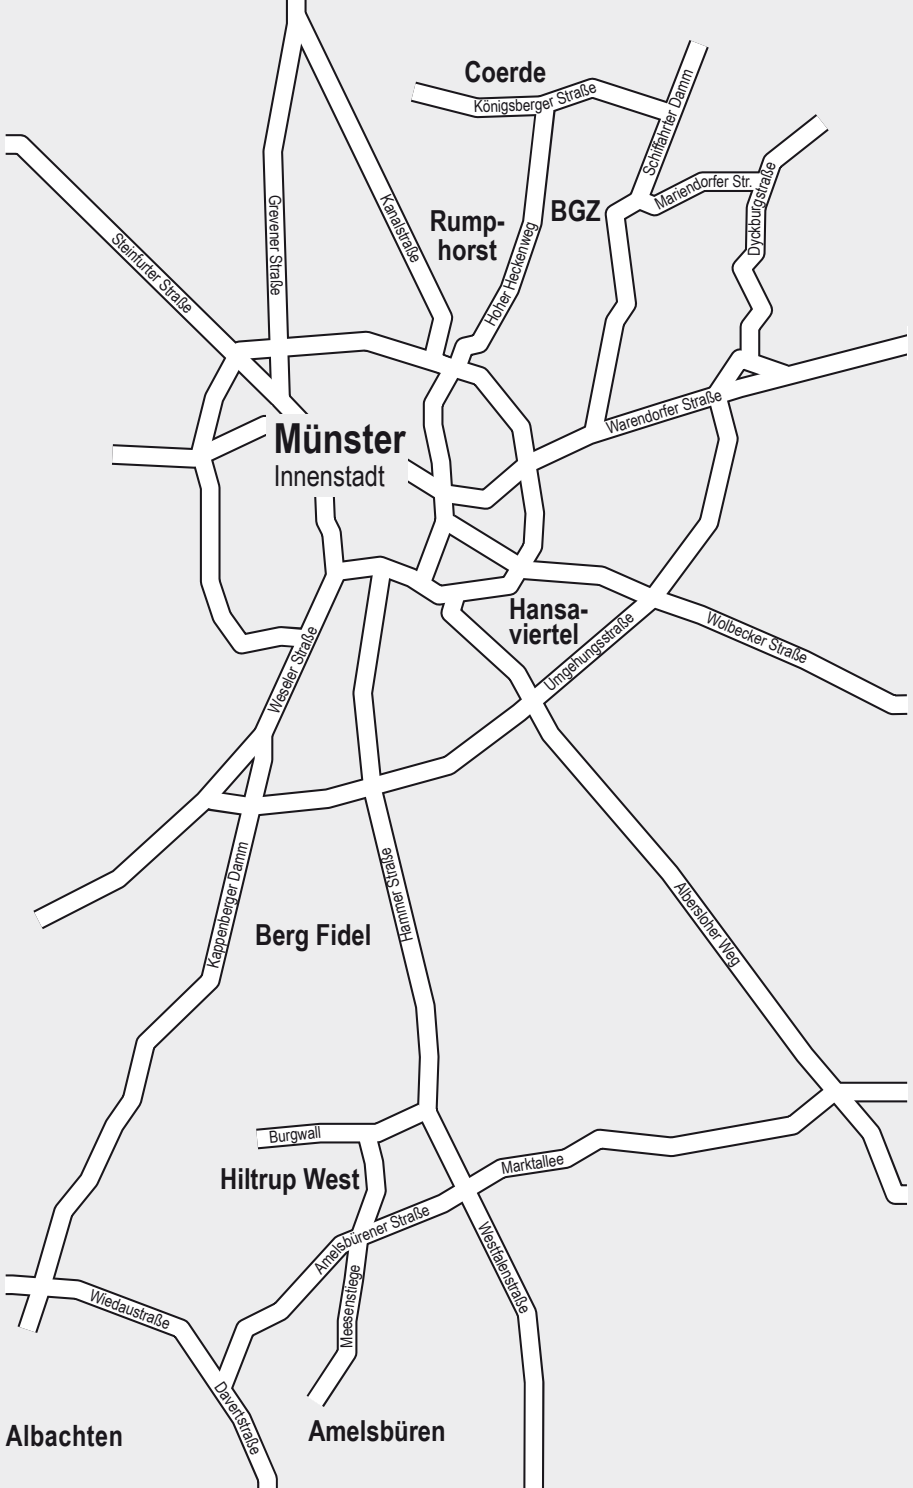 Coerde
Königsberger Straße
Schiffahrter Damm
Mariendorfer Str.
Dyckburgstraße
Grevener Straße
Kanalstraße
Rump-
horst
BGZ
Hoher Heckenweg
Steinfurter Straße
Warendorfer Straße
Münster
Innenstadt
Hansa-
viertel
Wolbecker Straße
Umgehungsstraße
Weseler Straße
Kappenberger Damm
Hammer Straße
Albersloher Weg
Berg Fidel
Burgwall
Hiltrup West
Marktallee
Amelsbürener Straße
Westfalenstraße
Meesenstiege
Wiedaustraße
Davertstraße
Albachten
Amelsbüren